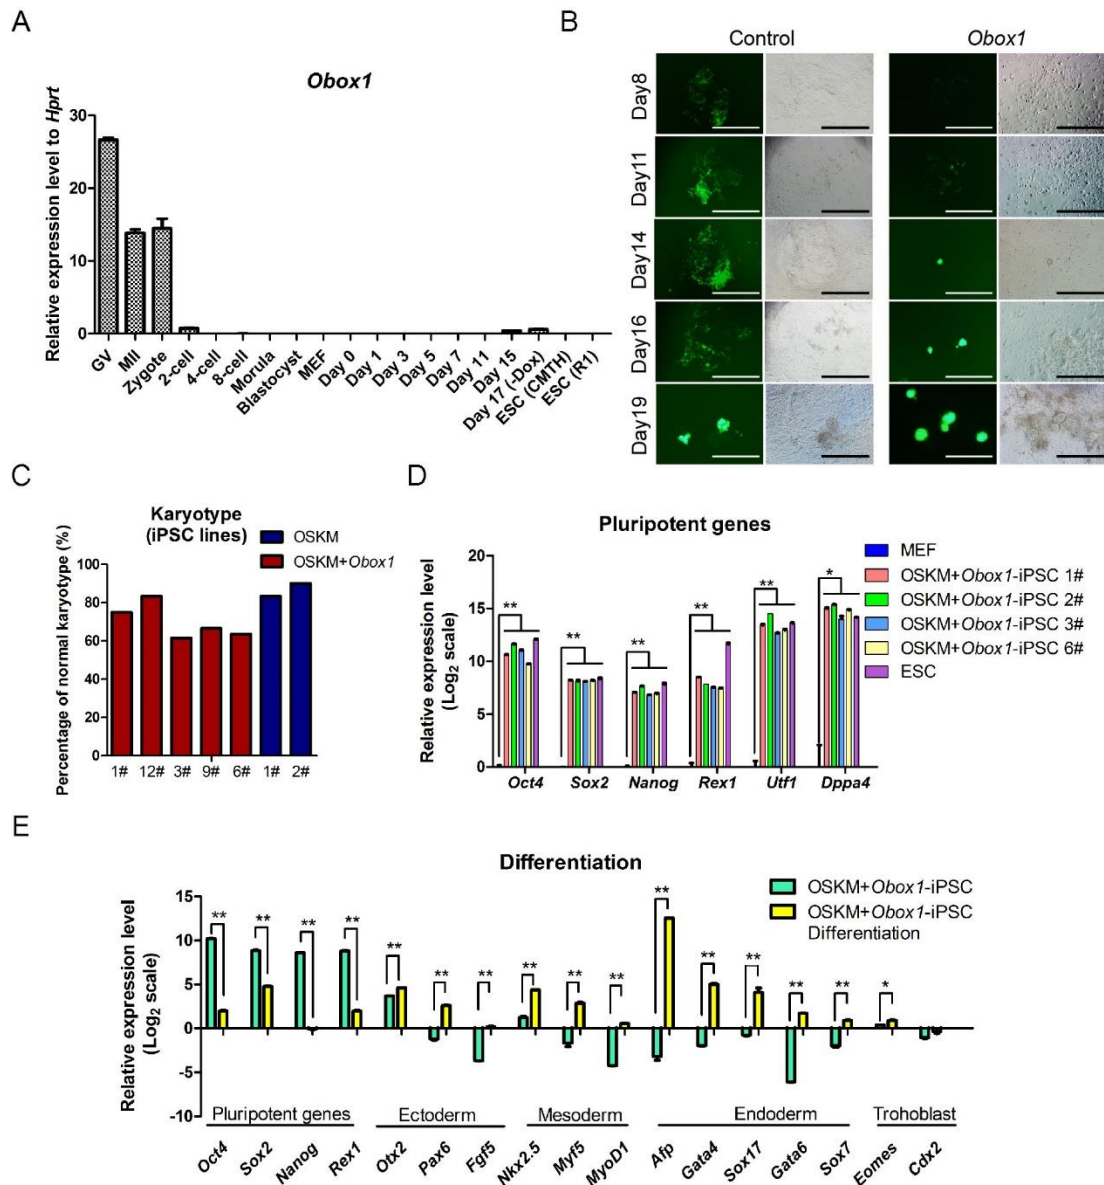 A
Obox1
Relative expression level to Hprt
30
20
10
0
GV
MII
Zygote
2-cell
4-cell
8-cell
Morula
Blastocyst
MEF
Day 0
Day 1
Day 3
Day 5
Day 7
Day 11
Day 15
Day 17 (-Dox)
ESC (CMTH)
ESC (R1)
B
Control
Obox1
Day8
Day11
Day14
Day16
Day19
C
Karyotype
(iPSC lines)
OSKM
OSKM+Obox1
Percentage of normal karyotype (%)
100
80
60
40
20
0
1# 12# 3# 9# 6# 1# 2#
D
Pluripotent genes
Relative expression level
(Log2 scale)
20
15
10
5
0
** ** ** ** ** *
Oct4 Sox2 Nanog Rex1 Utf1 Dppa4
MEF
OSKM+Obox1-iPSC 1#
OSKM+Obox1-iPSC 2#
OSKM+Obox1-iPSC 3#
OSKM+Obox1-iPSC 6#
ESC
E
Differentiation
OSKM+Obox1-iPSC
OSKM+Obox1-iPSC
Differentiation
Relative expression level
(Log2 scale)
15
10
5
0
-5
-10
** ** ** ** ** ** ** ** ** ** ** ** ** ** ** *
Pluripotent genes Ectoderm Mesoderm Endoderm Trohoblast
Oct4
Sox2
Nanog
Rex1
Otx2
Pax6
Fgf5
Nkx2.5
Myf5
MyoD1
Afp
Gata4
Sox17
Gata6
Sox7
Eomes
Cdx2